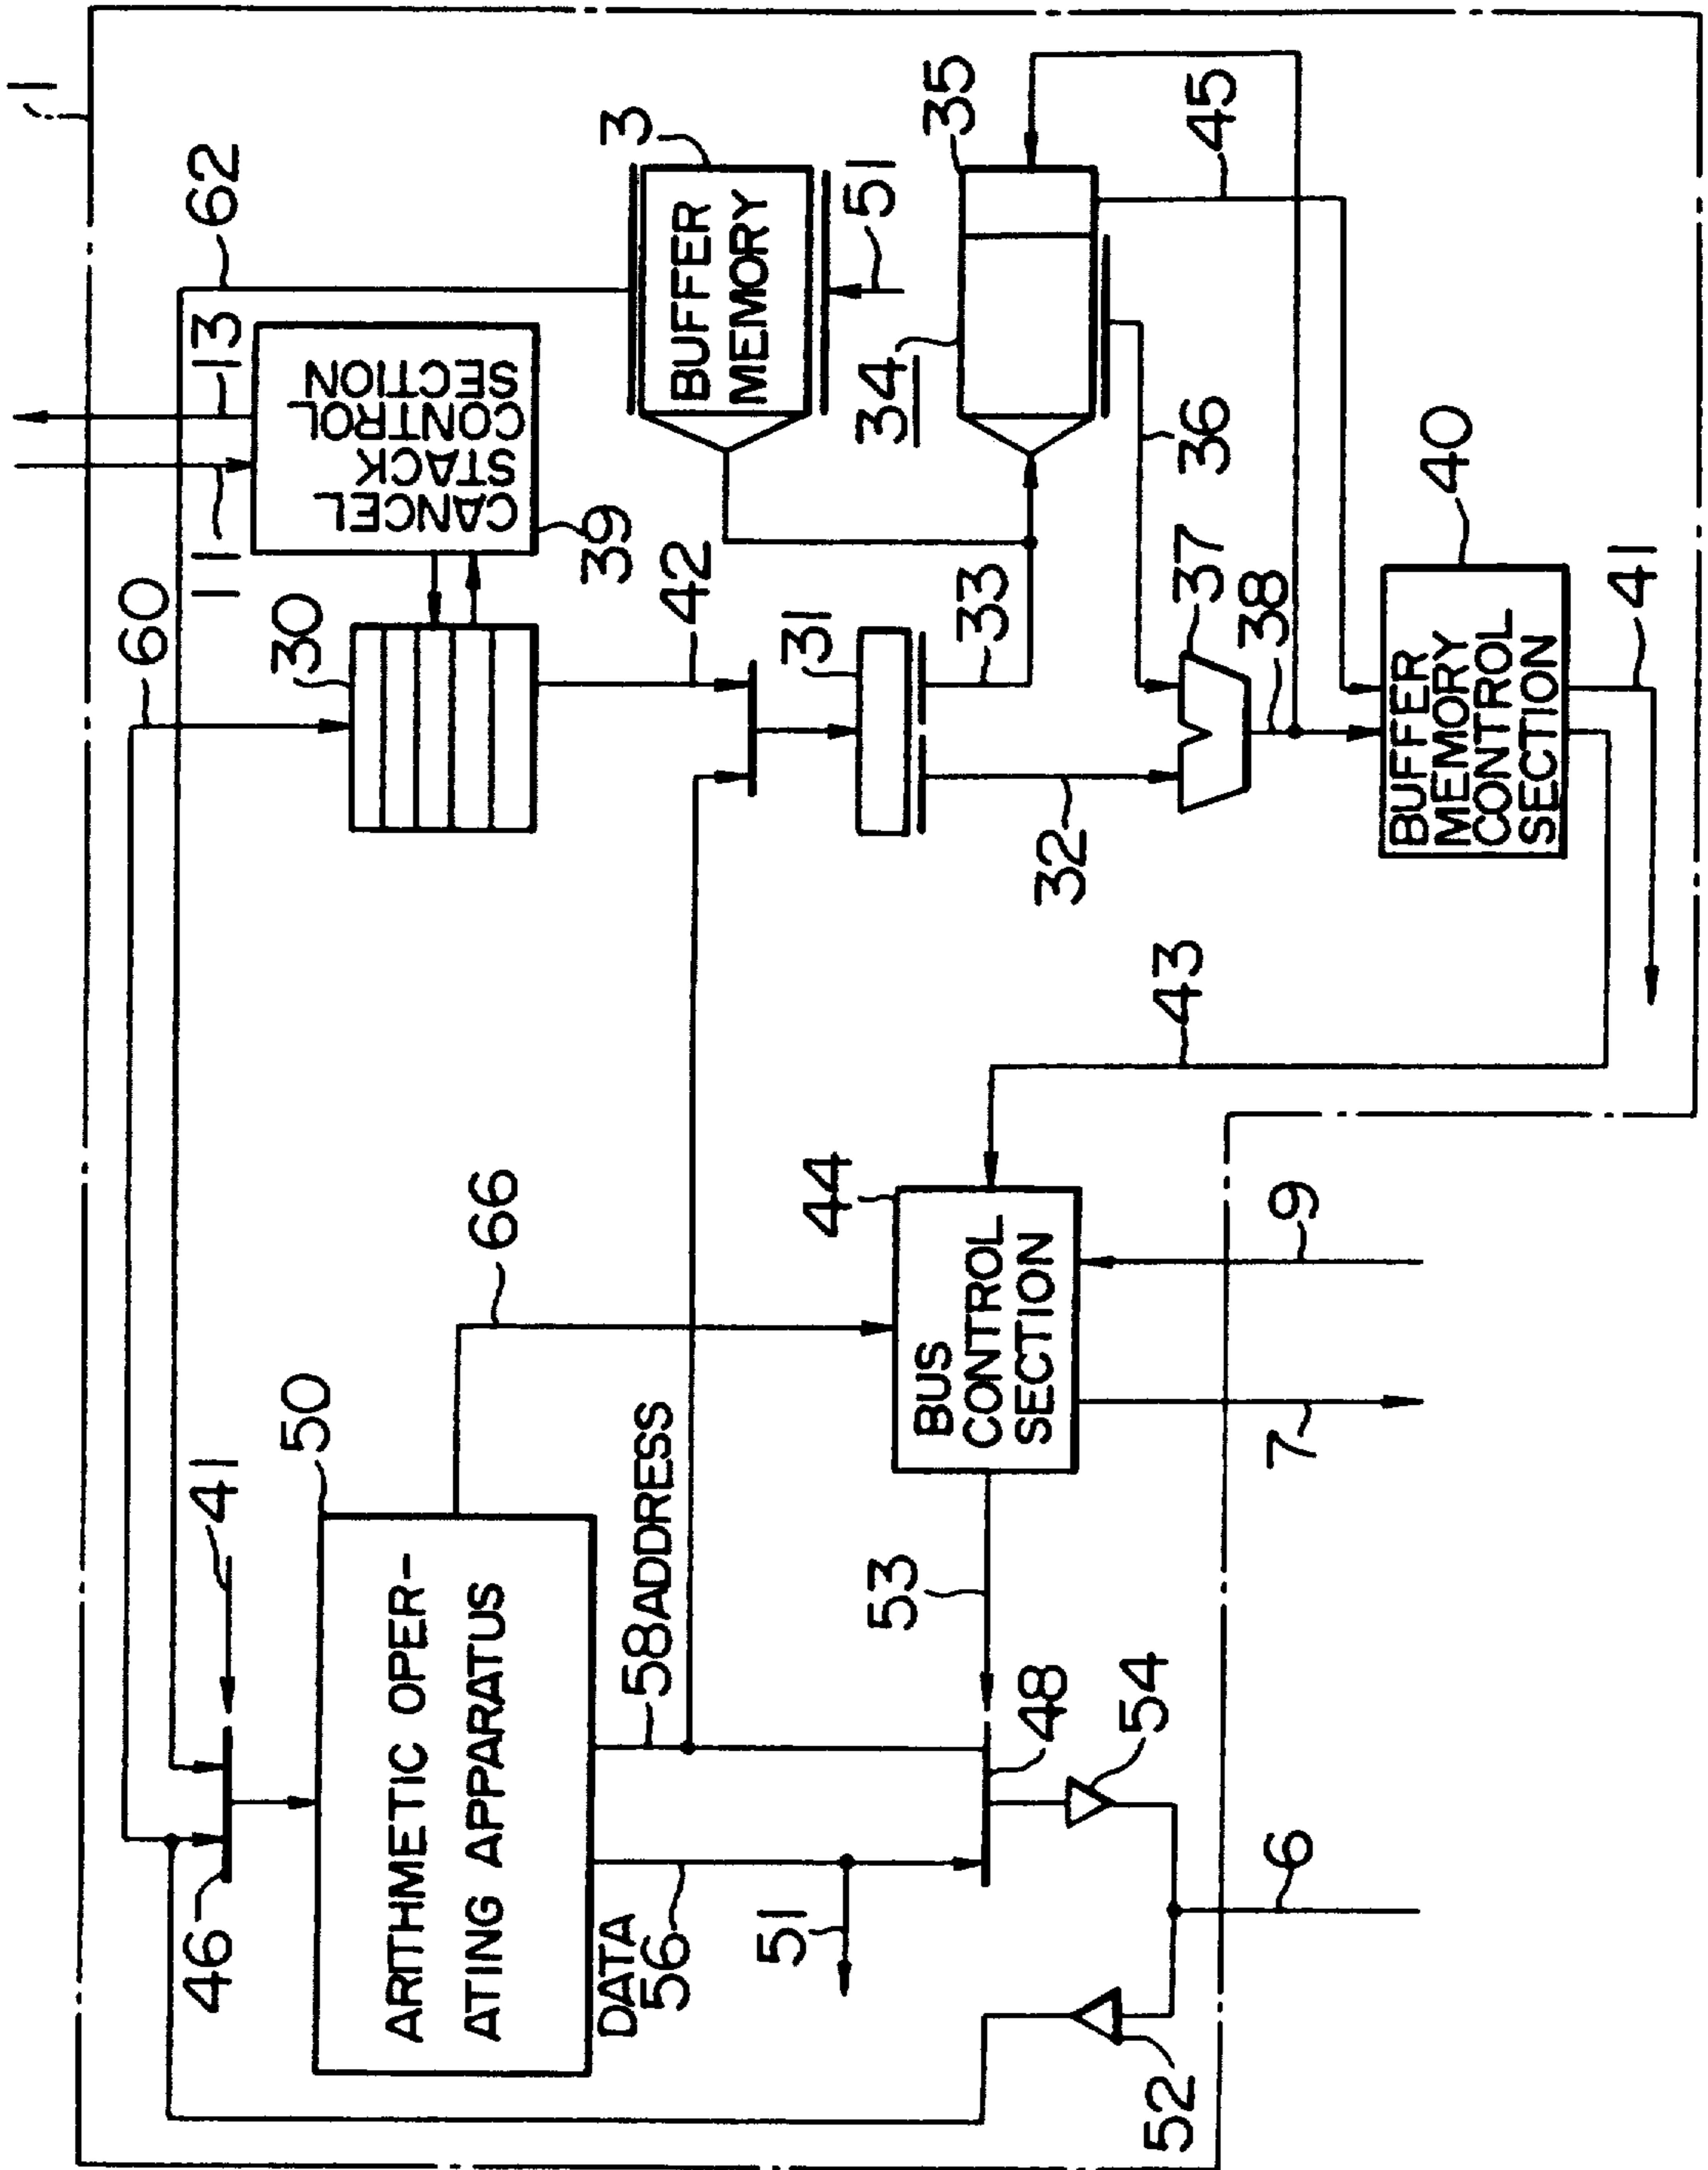 1
60
62
11
13
CANCEL
STACK
CONTROL
SECTION
39
30
46
41
50
ARITHMETIC OPER-
ATING APPARATUS
66
42
3
BUFFER
MEMORY
51
DATA
56
58 ADDRESS
31
33
34
35
51
53
44
BUS
CONTROL
SECTION
43
32
36
37
38
45
48
54
52
40
BUFFER
MEMORY
CONTROL
SECTION
41
6
7
9